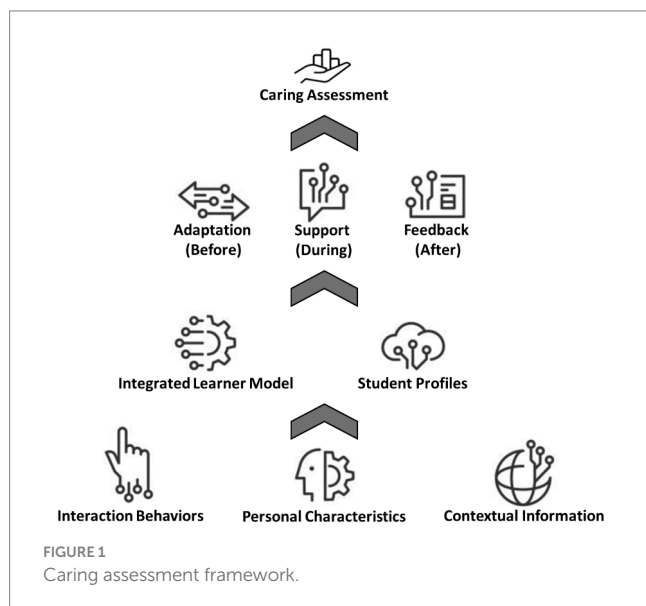 Caring Assessment
Adaptation Support Feedback
(Before) (During) (After)
Integrated Learner Model Student Profiles
Interaction Behaviors Personal Characteristics Contextual Information
FIGURE 1
Caring assessment framework.